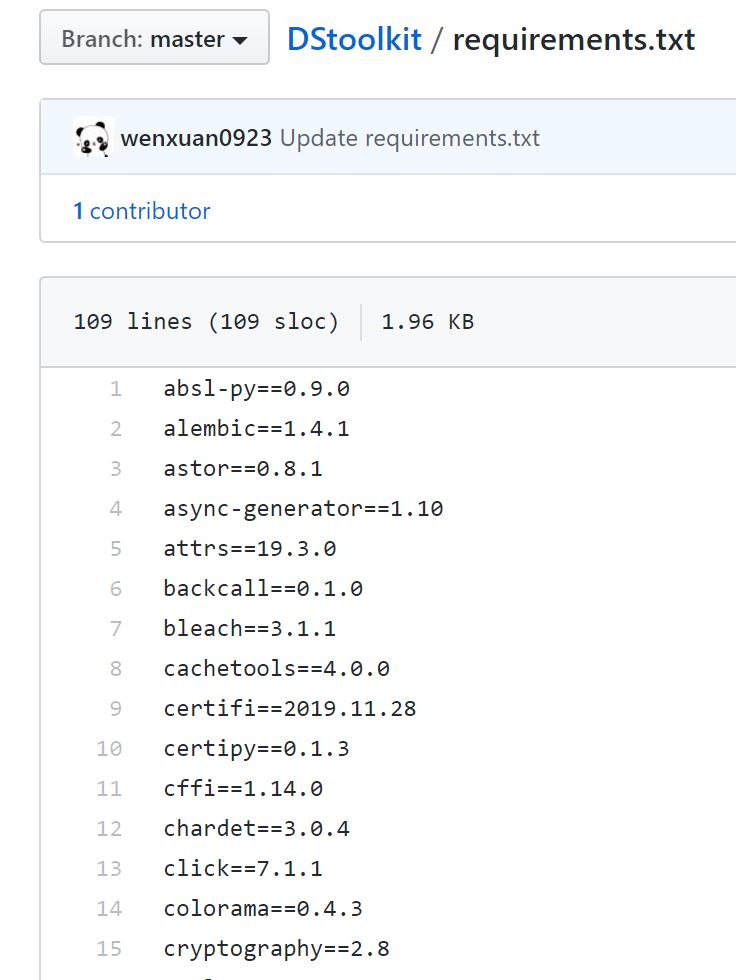 Branch: master DStoolkit / requirements.txt
wenxuan0923 Update requirements.txt
1 contributor
109 lines (109 sloc) 1.96 KB
1 absl-py==0.9.0
2 alembic==1.4.1
3 astor==0.8.1
4 async-generator==1.10
5 attrs==19.3.0
6 backcall==0.1.0
7 bleach==3.1.1
8 cachetools==4.0.0
9 certifi==2019.11.28
10 certipy==0.1.3
11 cffi==1.14.0
12 chardet==3.0.4
13 click==7.1.1
14 colorama==0.4.3
15 cryptography==2.8